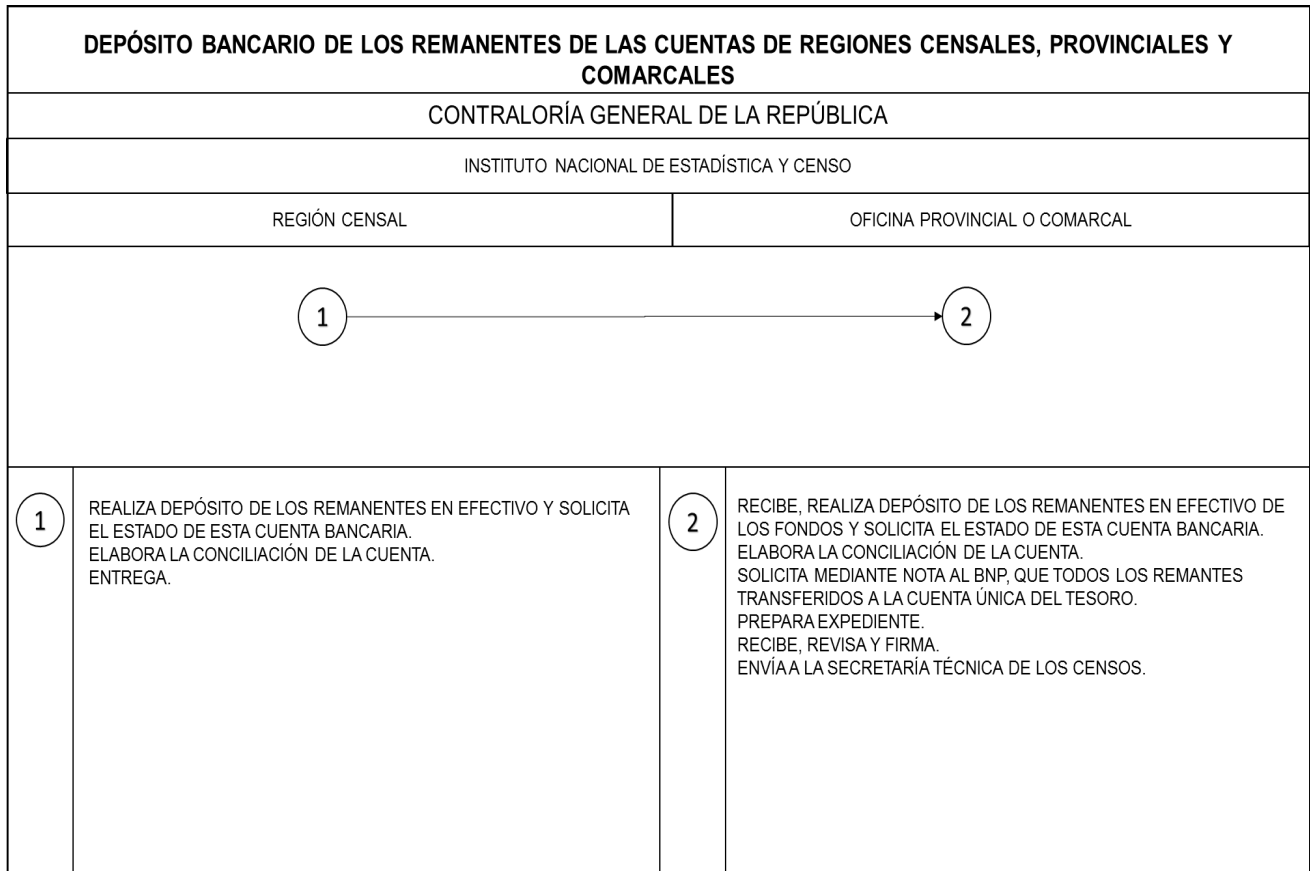 DEPÓSITO BANCARIO DE LOS REMANENTES DE LAS CUENTAS DE REGIONES CENSALES, PROVINCIALES Y
COMARCALES
CONTRALORÍA GENERAL DE LA REPÚBLICA
INSTITUTO NACIONAL DE ESTADÍSTICA Y CENSO
REGIÓN CENSAL
OFICINA PROVINCIAL O COMARCAL
1
2
1
REALIZA DEPÓSITO DE LOS REMANENTES EN EFECTIVO Y SOLICITA
EL ESTADO DE ESTA CUENTA BANCARIA.
ELABORA LA CONCILIACIÓN DE LA CUENTA.
ENTREGA.
2
RECIBE, REALIZA DEPÓSITO DE LOS REMANENTES EN EFECTIVO DE
LOS FONDOS Y SOLICITA EL ESTADO DE ESTA CUENTA BANCARIA.
ELABORA LA CONCILIACIÓN DE LA CUENTA.
SOLICITA MEDIANTE NOTA AL BNP, QUE TODOS LOS REMANTES
TRANSFERIDOS A LA CUENTA ÚNICA DEL TESORO.
PREPARA EXPEDIENTE.
RECIBE, REVISA Y FIRMA.
ENVÍA A LA SECRETARÍA TÉCNICA DE LOS CENSOS.